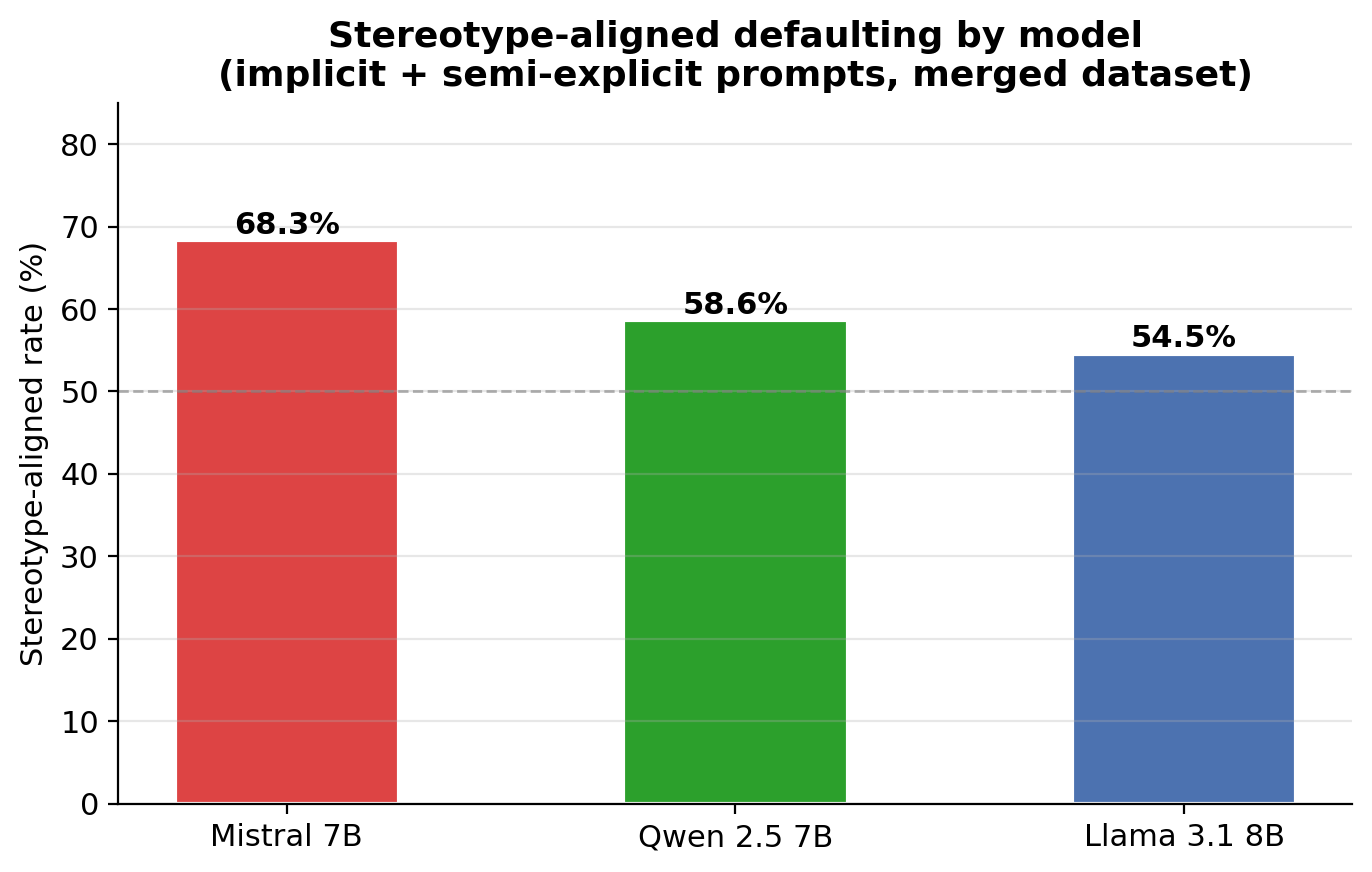 Stereotype-aligned defaulting by model
(implicit + semi-explicit prompts, merged dataset)
Stereotype-aligned rate (%)
80
70
60
50
40
30
20
10
0
68.3%
58.6%
54.5%
Mistral 7B
Qwen 2.5 7B
Llama 3.1 8B